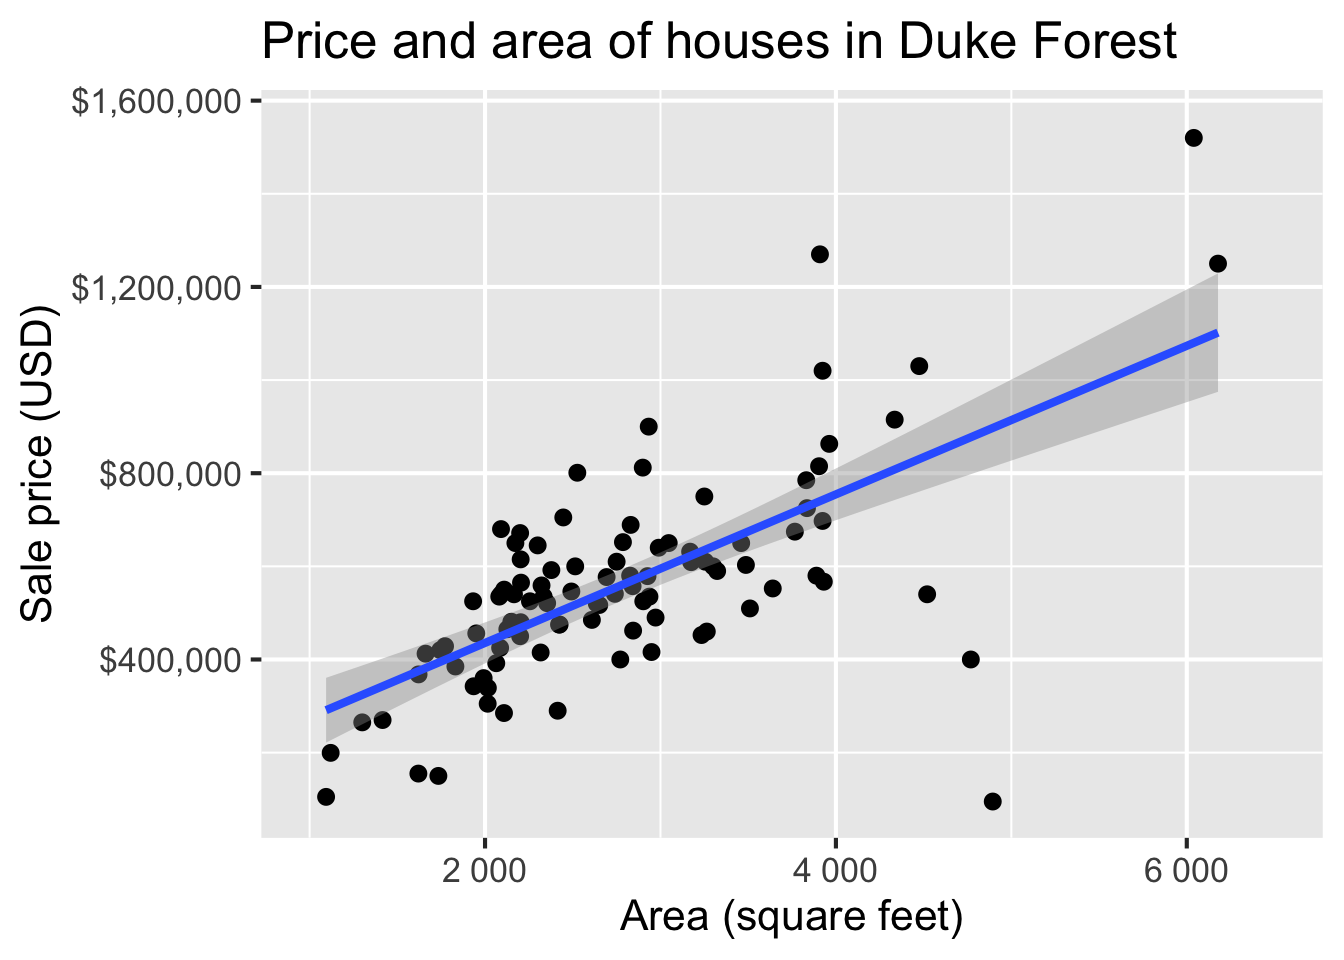 Price and area of houses in Duke Forest
$1,600,000
$1,200,000
$800,000
$400,000
Sale price (USD)
2 000
4 000
6 000
Area (square feet)